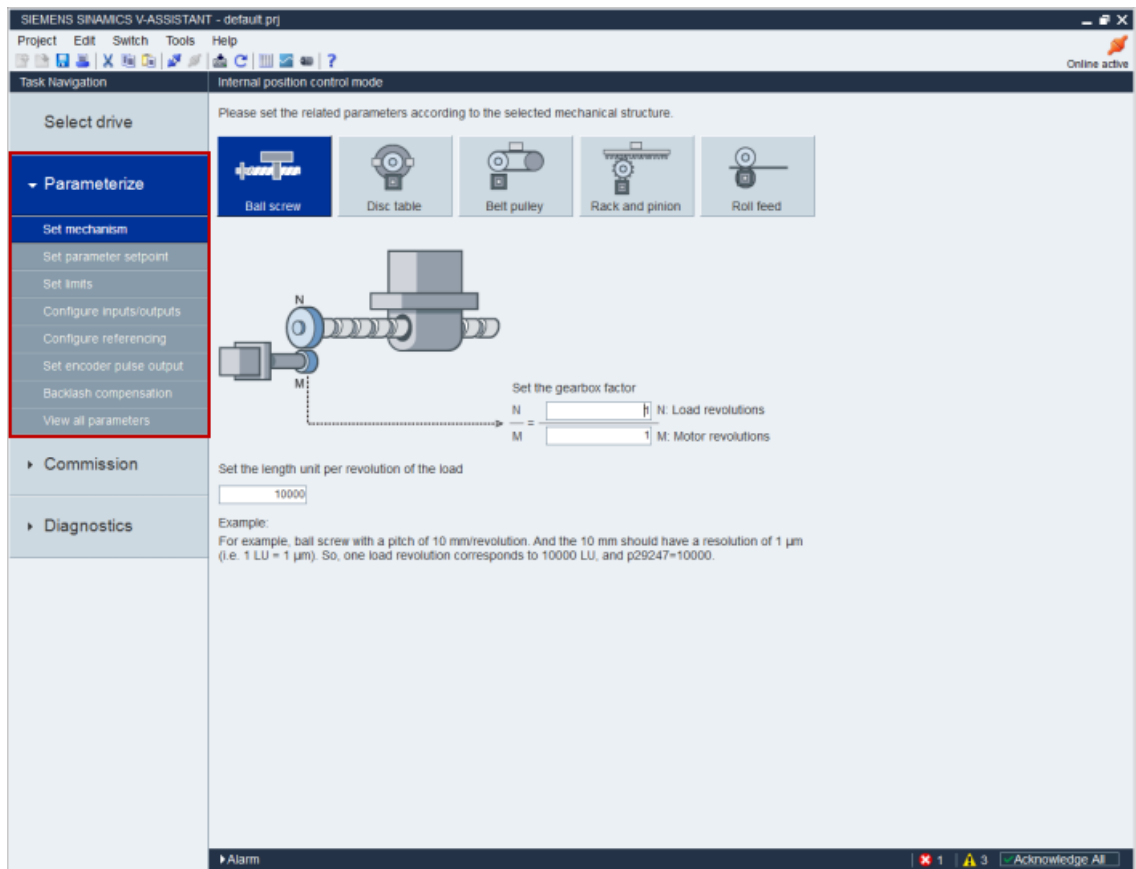 SIEMENS SINAMICS V-ASSISTANT - default.prj
Project Edit Switch Tools Help
Online active
Task Navigation
Internal position control mode
Select drive
Parameterize
Set mechanism
Set parameter setpoint
Set limits
Configure inputs/outputs
Configure referencing
Set encoder pulse output
Backlash compensation
View all parameters
Commission
Diagnostics
Please set the related parameters according to the selected mechanical structure.
Ball screw
Disc table
Belt pulley
Rack and pinion
Roll feed
N
M
Set the gearbox factor
N 1 N: Load revolutions
=
M 1 M: Motor revolutions
Set the length unit per revolution of the load
10000
Example:
For example, ball screw with a pitch of 10 mm/revolution. And the 10 mm should have a resolution of 1 µm
(i.e. 1 LU = 1 µm). So, one load revolution corresponds to 10000 LU, and p29247=10000.
Alarm
1 3 Acknowledge All